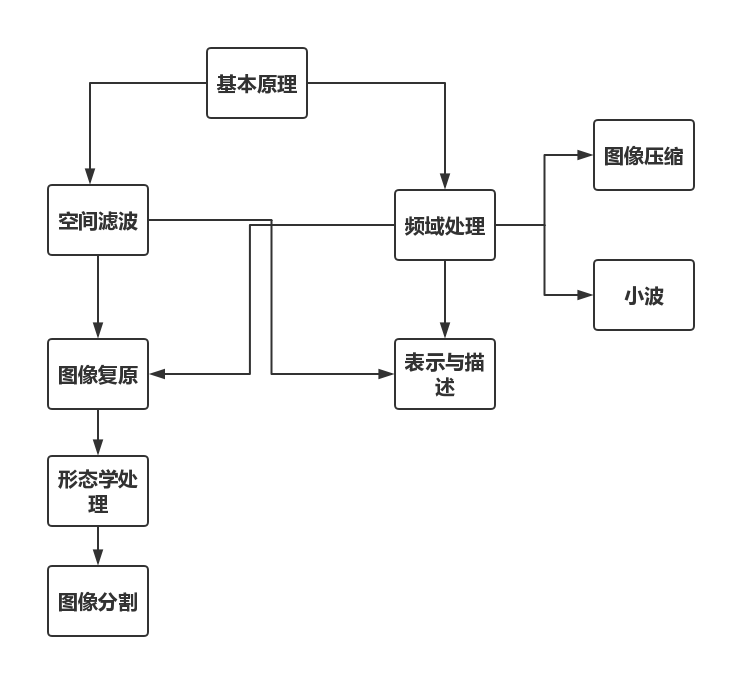 基本原理
图像压缩
空间滤波
频域处理
小波
图像复原
表示与描
述
形态学处
理
图像分割